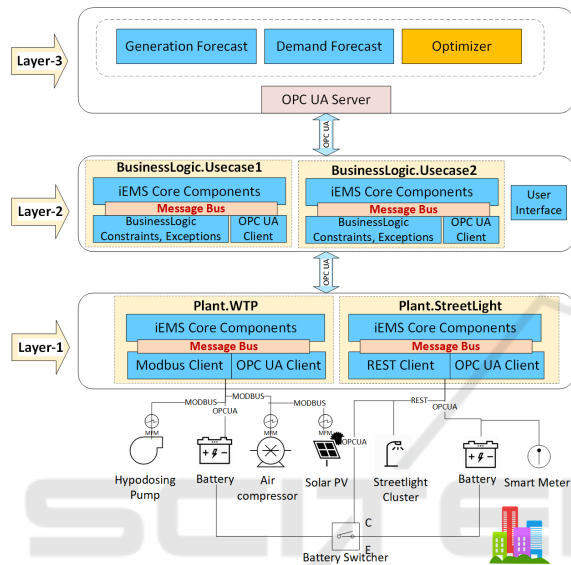 Layer-3
Generation Forecast
Demand Forecast
Optimizer
OPC UA Server
OPC UA
Layer-2
BusinessLogic.Usecase1
iEMS Core Components
Message Bus
BusinessLogic
Constraints, Exceptions
OPC UA
Client
BusinessLogic.Usecase2
iEMS Core Components
Message Bus
BusinessLogic
Constraints, Exceptions
OPC UA
Client
User
Interface
OPC UA
Layer-1
Plant.WTP
iEMS Core Components
Message Bus
Modbus Client
OPC UA Client
Plant.StreetLight
iEMS Core Components
Message Bus
REST Client
OPC UA Client
MODBUS
MODBUS
MODBUS
OPCUA
REST
OPCUA
MFM
MFM
MFM
OPCUA
Hypodosing
Pump
Battery
Air
compressor
Solar PV
Streetlight
Cluster
Battery
Smart Meter
C
E
Battery Switcher
SCITE